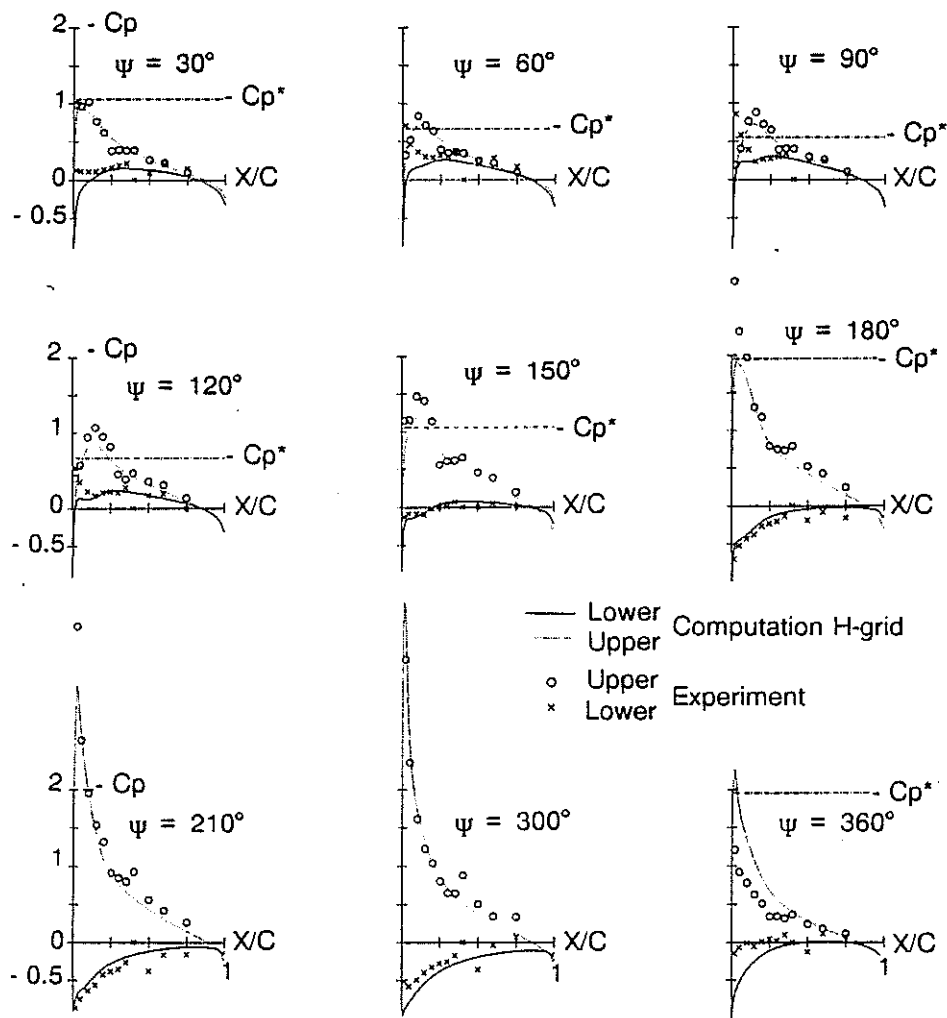 2 - Cp
Ψ = 30°
Ψ = 60°
Ψ = 90°
1
Cp*
Cp*
Cp*
0
X/C
X/C
X/C
- 0.5
2 - Cp
Ψ = 120°
Ψ = 150°
Ψ = 180°
Cp*
1
Cp*
Cp*
0
X/C
X/C
X/C
- 0.5
Lower
Upper
Computation H-grid
Upper
Lower
Experiment
2 - Cp
Cp*
Ψ = 210°
Ψ = 300°
Ψ = 360°
1
0
X/C
X/C
X/C
- 0.5
1
1
1